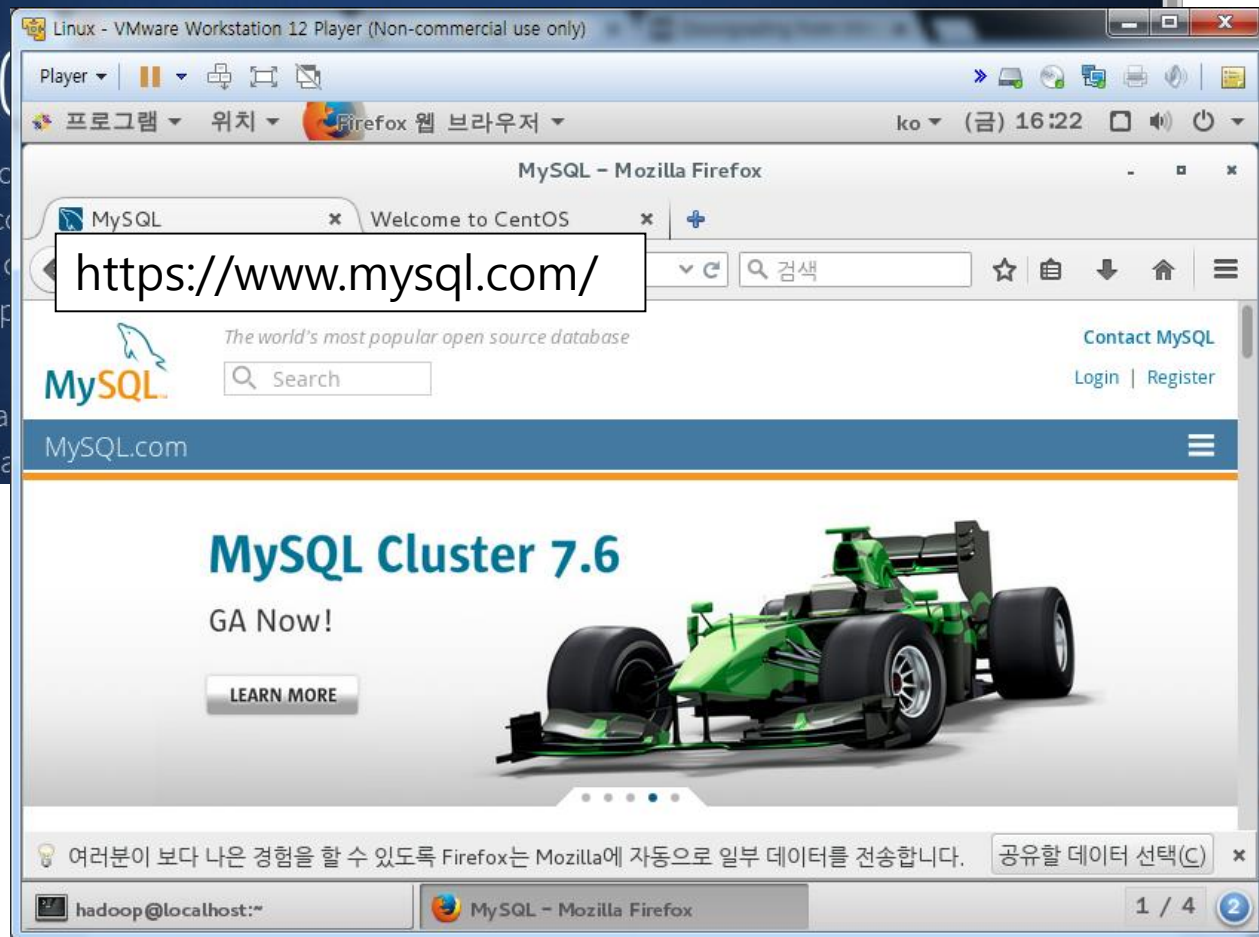 Linux - VMware Workstation 12 Player (Non-commercial use only)
Player
프로그램 위치 Firefox 웹 브라우저 ko (금) 16:22
MySQL - Mozilla Firefox
MySQL Welcome to CentOS
https://www.mysql.com/ 검색
The world's most popular open source database Contact MySQL
MySQL Search Login | Register
MySQL.com
MySQL Cluster 7.6
GA Now!
LEARN MORE
여러분이 보다 나은 경험을 할 수 있도록 Firefox는 Mozilla에 자동으로 일부 데이터를 전송합니다. 공유할 데이터 선택(C)
hadoop@localhost:~ MySQL - Mozilla Firefox 1 / 4 2